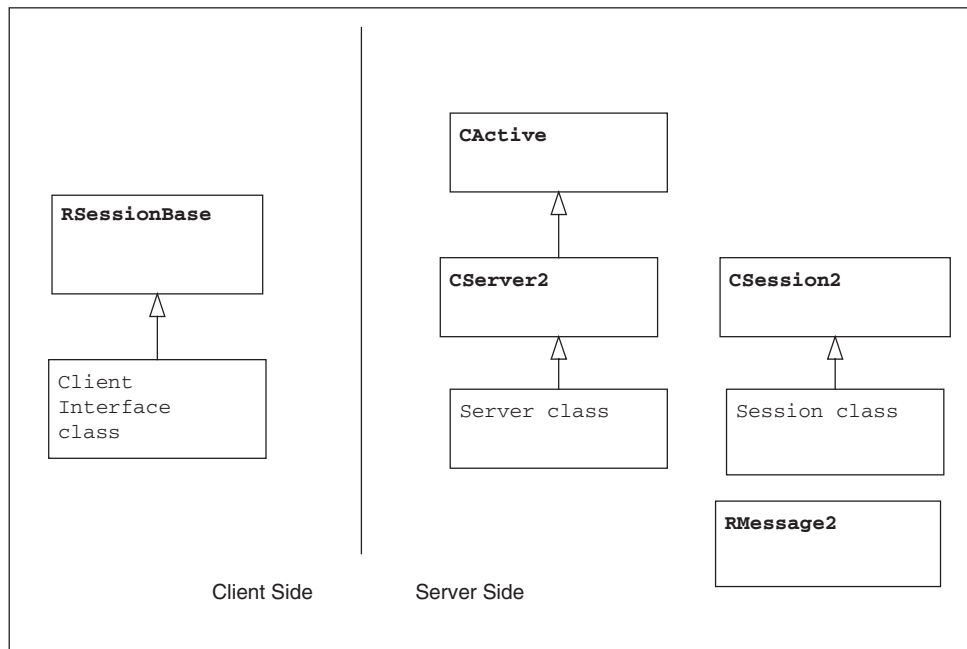 CActive
RSessionBase
CServer2
CSession2
Client
Interface
class
Server class
Session class
RMessage2
Client Side
Server Side